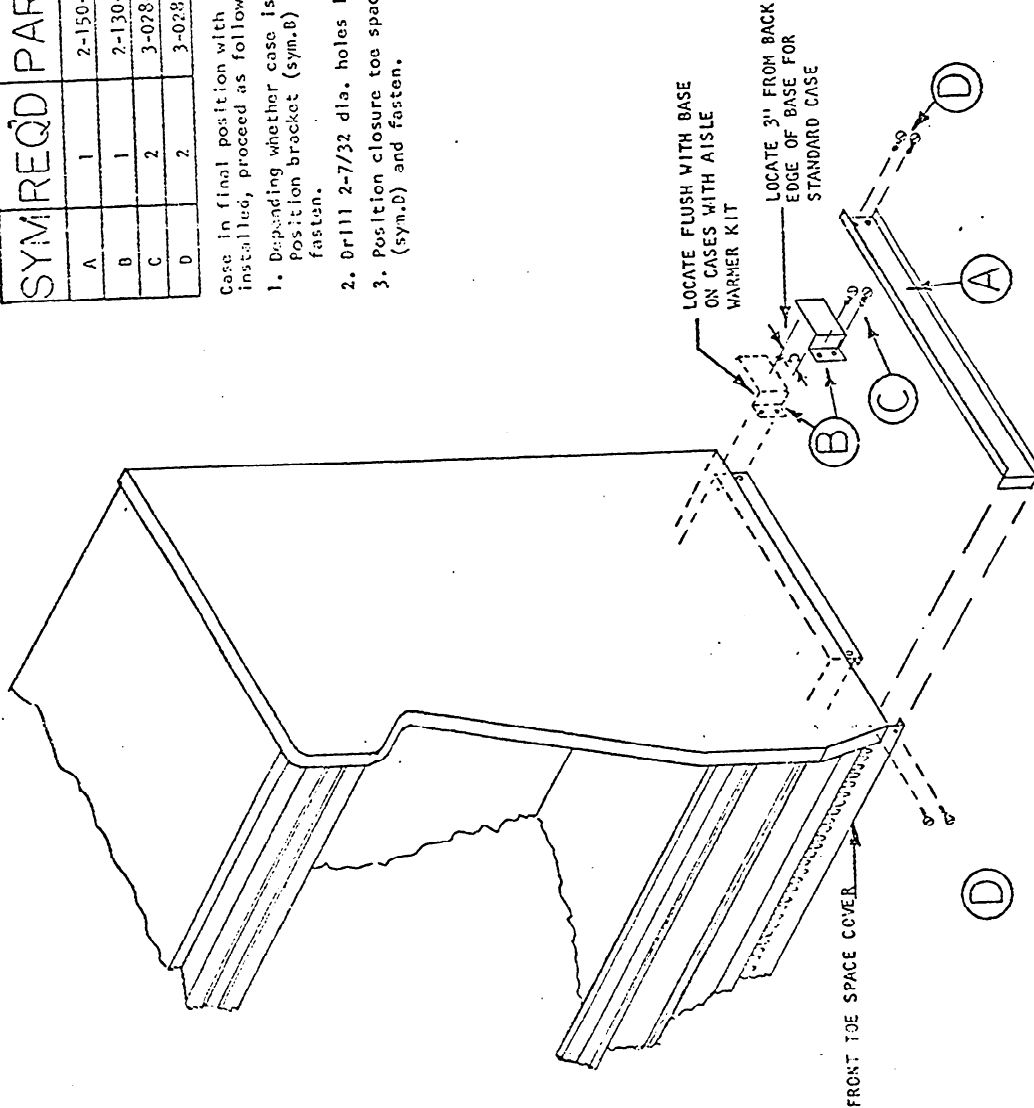 SYM REQ'D PAR
A 1 2-150-
B 1 2-130-
C 2 3-028
D 2 3-028
Case in final position with
installed, proceed as follow
1. Depending whether case is
Position bracket (sym.B)
fasten.
2. Drill 2-7/32 dia. holes
3. Position closure toe spac
(sym.D) and fasten.
LOCATE FLUSH WITH BASE
ON CASES WITH AISLE
WARMER KIT
LOCATE 3" FROM BACK
EDGE OF BASE FOR
STANDARD CASE
B
C
A
D
D
FRONT TOE SPACE COVER